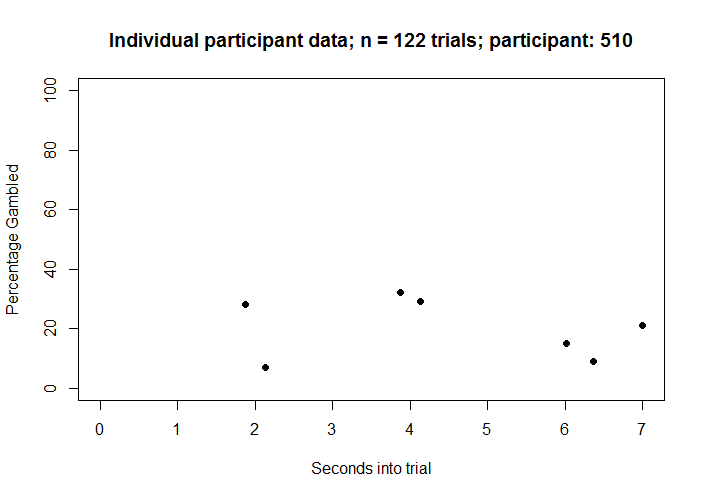 Individual participant data; n = 122 trials; participant: 510
Percentage Gambled
100
80
60
40
20
0
0 1 2 3 4 5 6 7
Seconds into trial